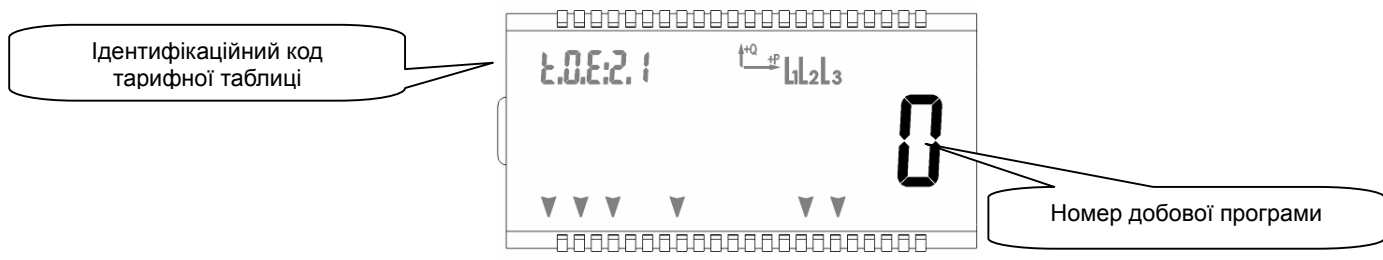 Ідентифікаційний код
тарифної таблиці
t.0.E:2.1
+Q
+P
L1L2L3
0
Номер добової програми